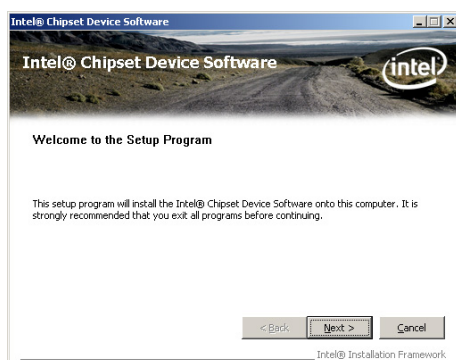 Intel® Chipset Device Software
Intel® Chipset Device Software
intel
Welcome to the Setup Program
This setup program will install the Intel® Chipset Device Software onto this computer. It is
strongly recommended that you exit all programs before continuing.
< Back
Next >
Cancel
Intel® Installation Framework